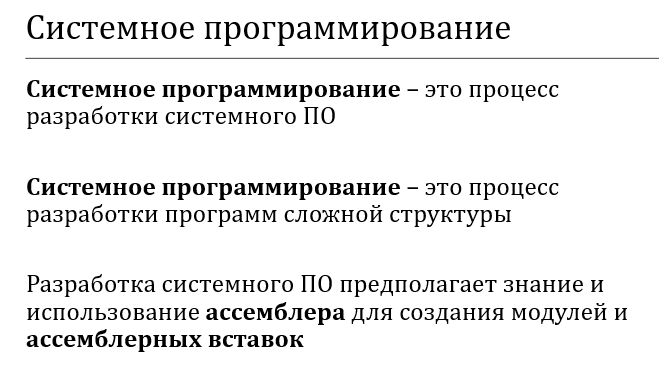 Системное программирование
Системное программирование – это процесс
разработки системного ПО
Системное программирование – это процесс
разработки программ сложной структуры
Разработка системного ПО предполагает знание и
использование ассемблера для создания модулей и
ассемблерных вставок